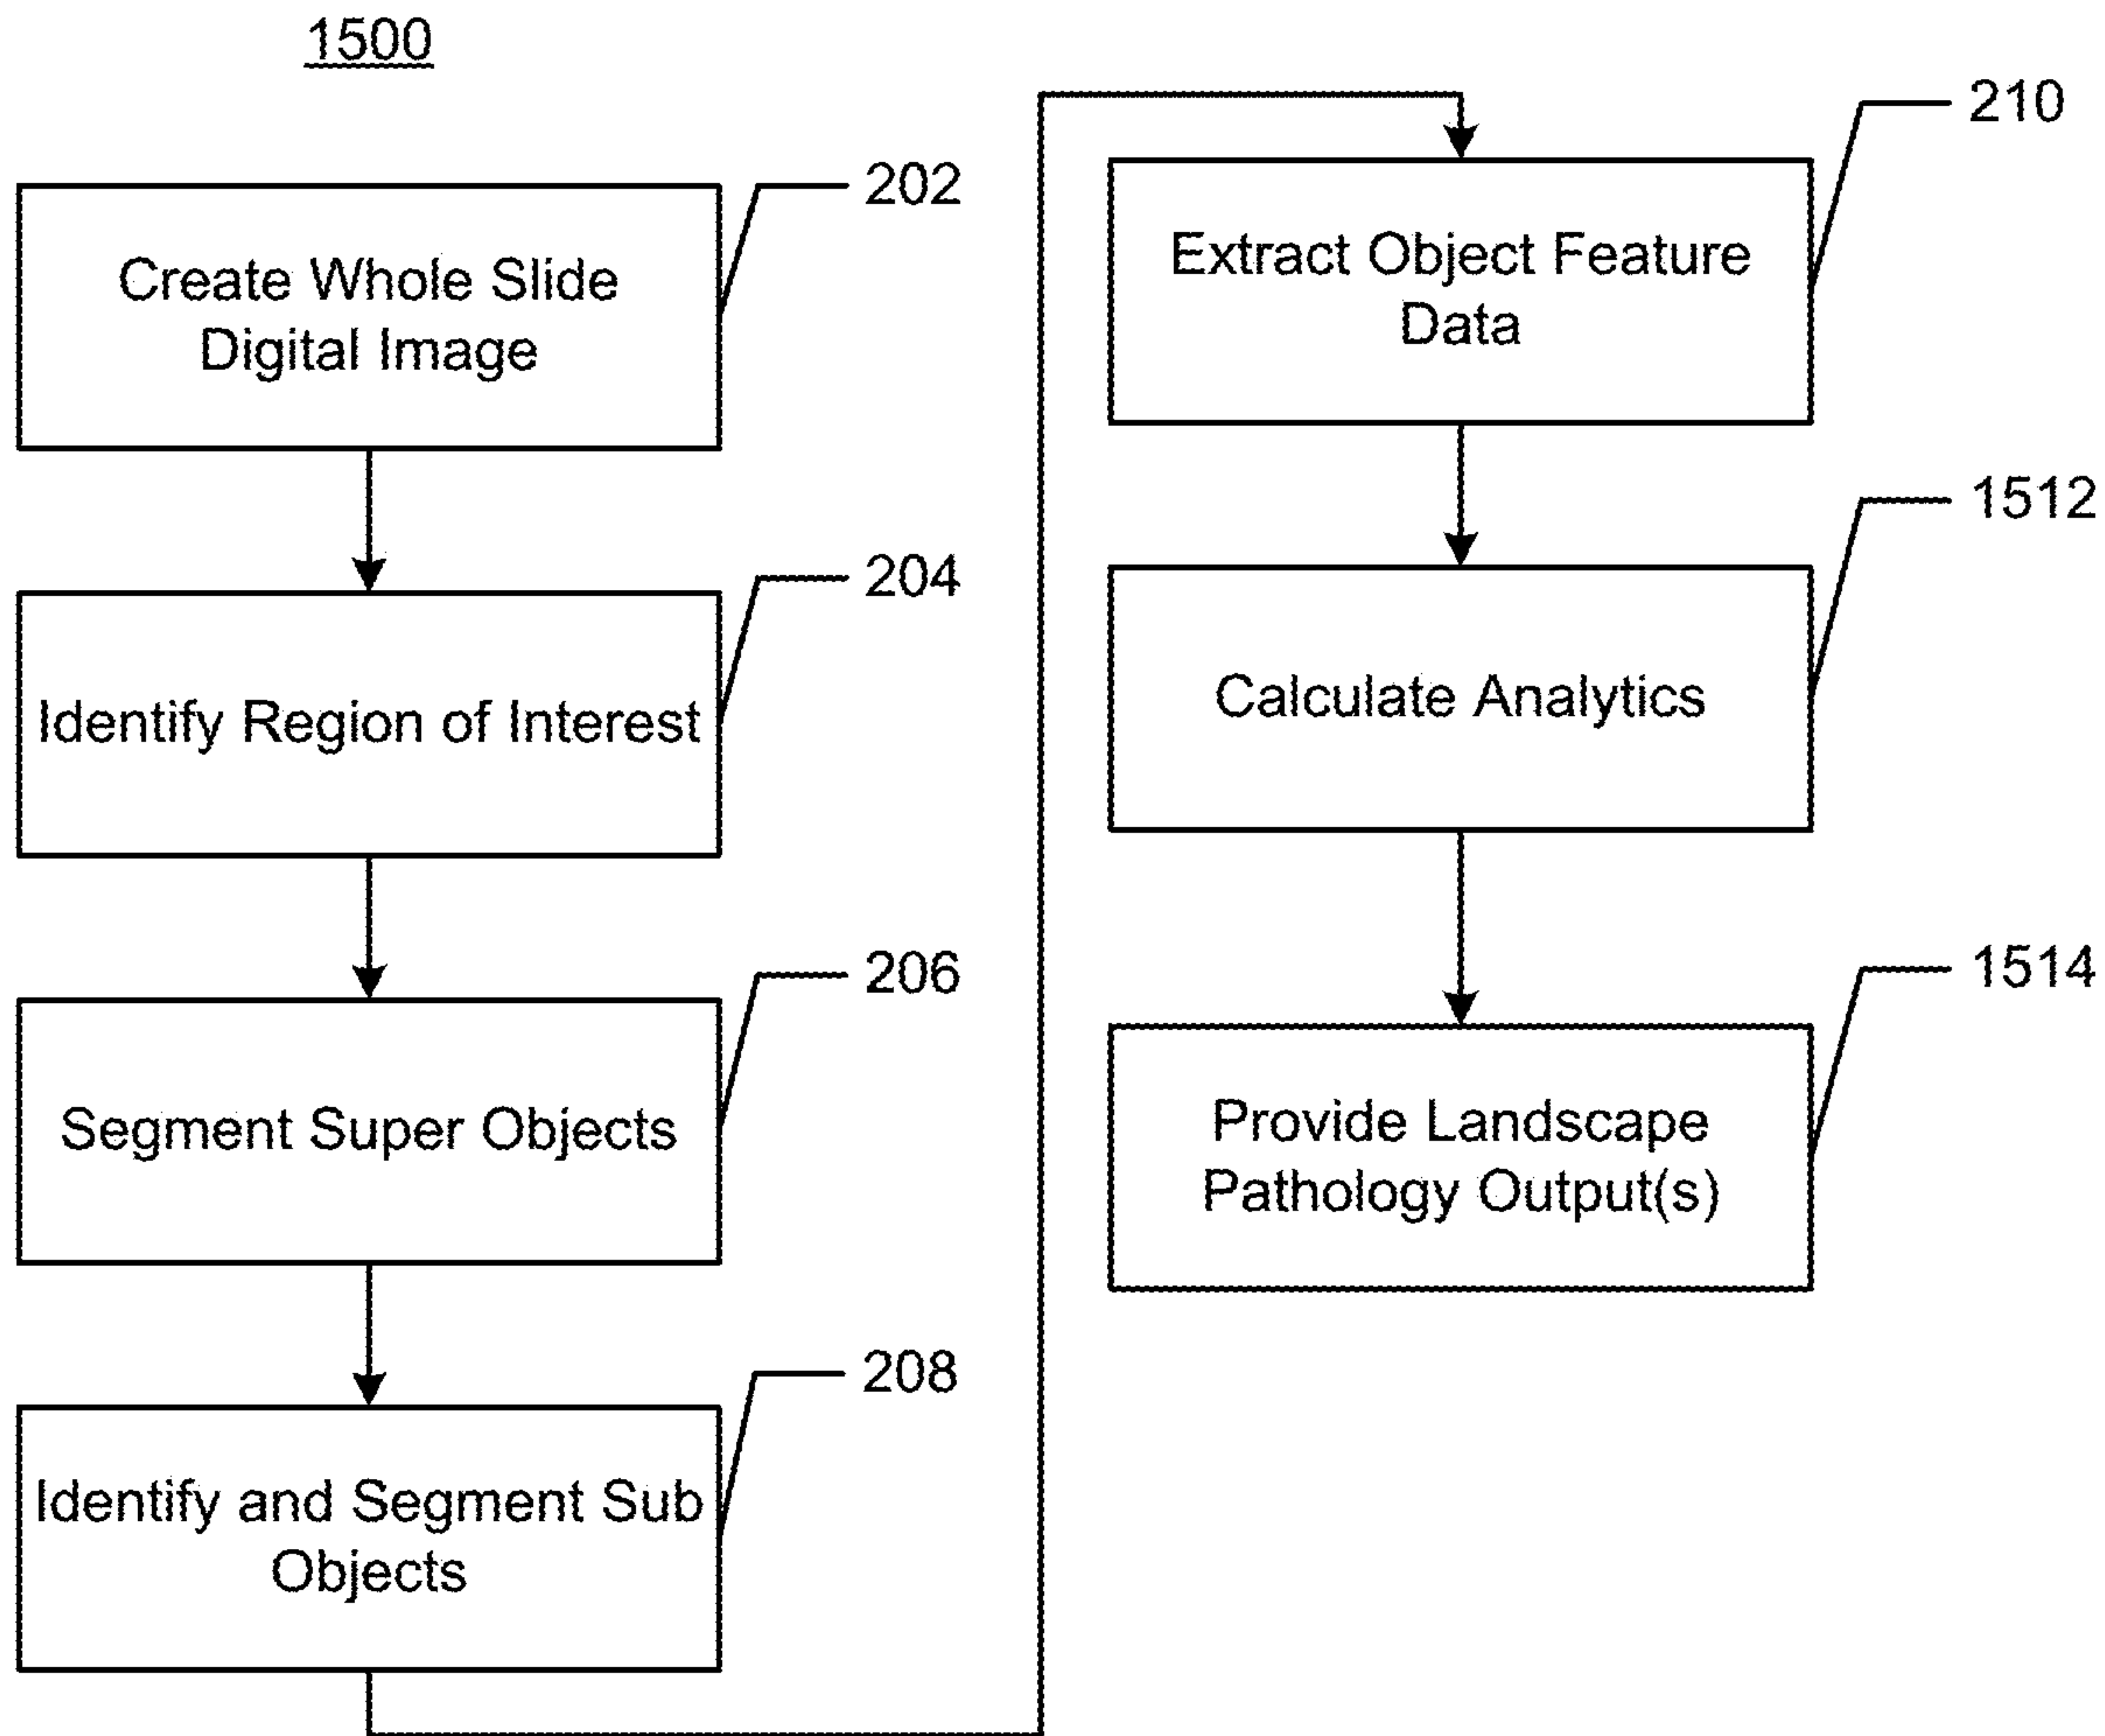 1500
202
Create Whole Slide
Digital Image
204
Identify Region of Interest
206
Segment Super Objects
208
Identify and Segment Sub
Objects
210
Extract Object Feature
Data
1512
Calculate Analytics
1514
Provide Landscape
Pathology Output(s)